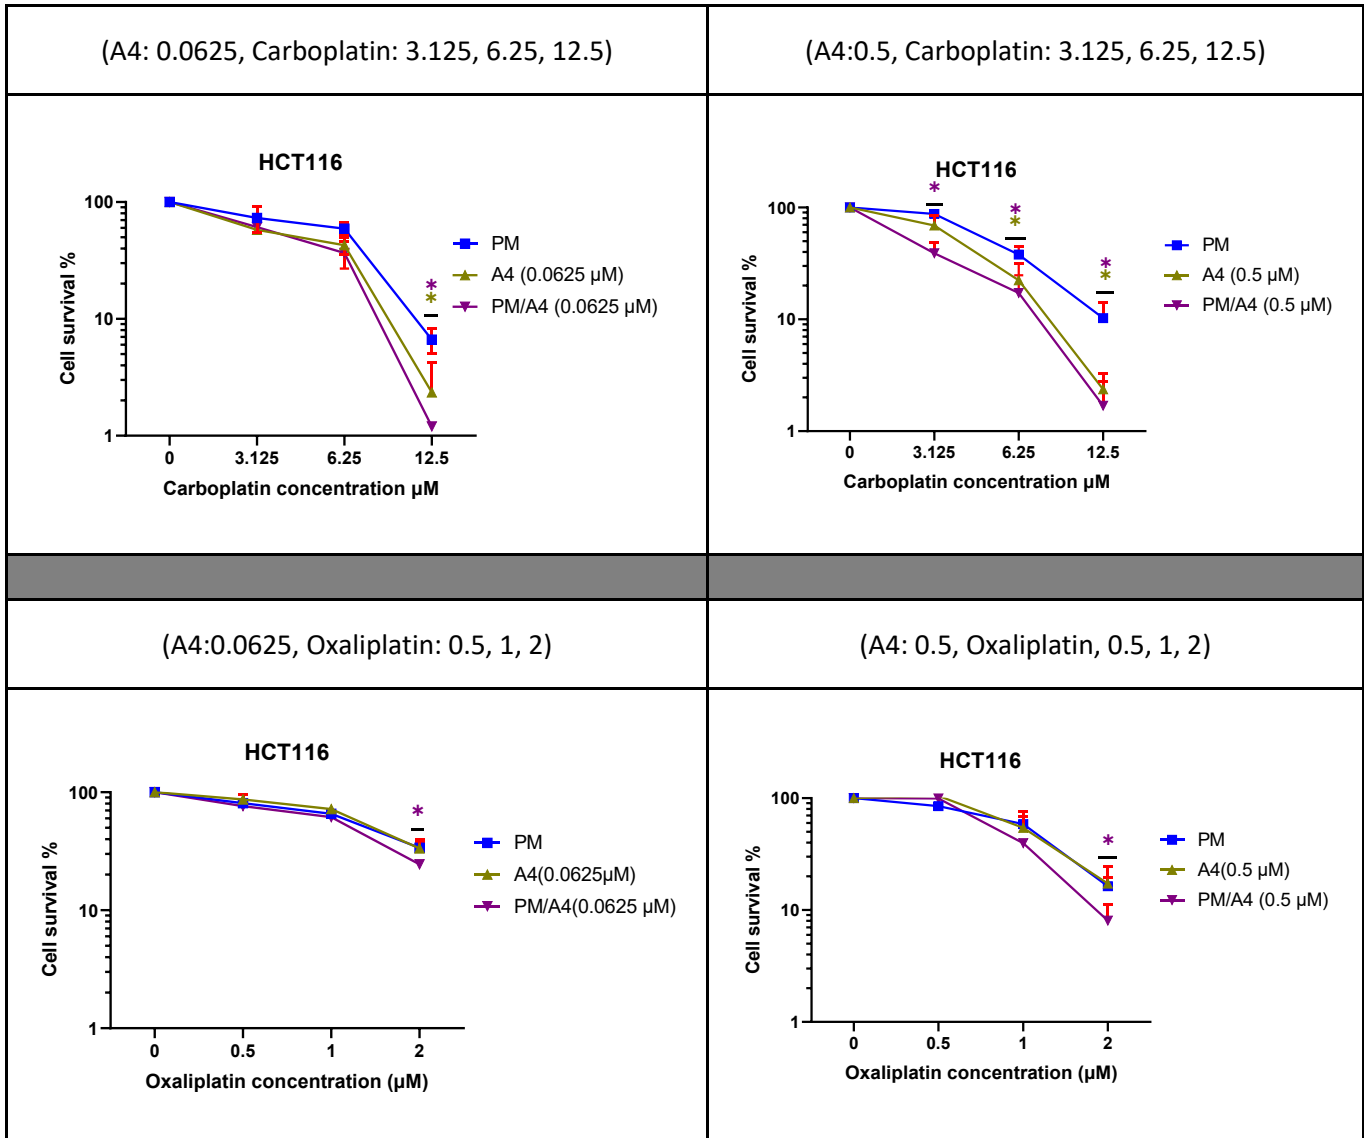 (A4: 0.0625, Carboplatin: 3.125, 6.25, 12.5)
(A4:0.5, Carboplatin: 3.125, 6.25, 12.5)
HCT116
100
10
1
Cell survival %
0
3.125
6.25
12.5
Carboplatin concentration µM
*
*
PM
A4 (0.0625 µM)
PM/A4 (0.0625 µM)
HCT116
100
10
1
Cell survival %
0
3.125
6.25
12.5
Carboplatin concentration µM
*
*
*
*
*
PM
A4 (0.5 µM)
PM/A4 (0.5 µM)
(A4:0.0625, Oxaliplatin: 0.5, 1, 2)
(A4: 0.5, Oxaliplatin, 0.5, 1, 2)
HCT116
100
10
1
Cell survival %
0
0.5
1
2
Oxaliplatin concentration (µM)
*
PM
A4(0.0625µM)
PM/A4(0.0625 µM)
HCT116
100
10
1
Cell survival %
0
0.5
1
2
Oxaliplatin concentration (µM)
*
PM
A4(0.5 µM)
PM/A4 (0.5 µM)